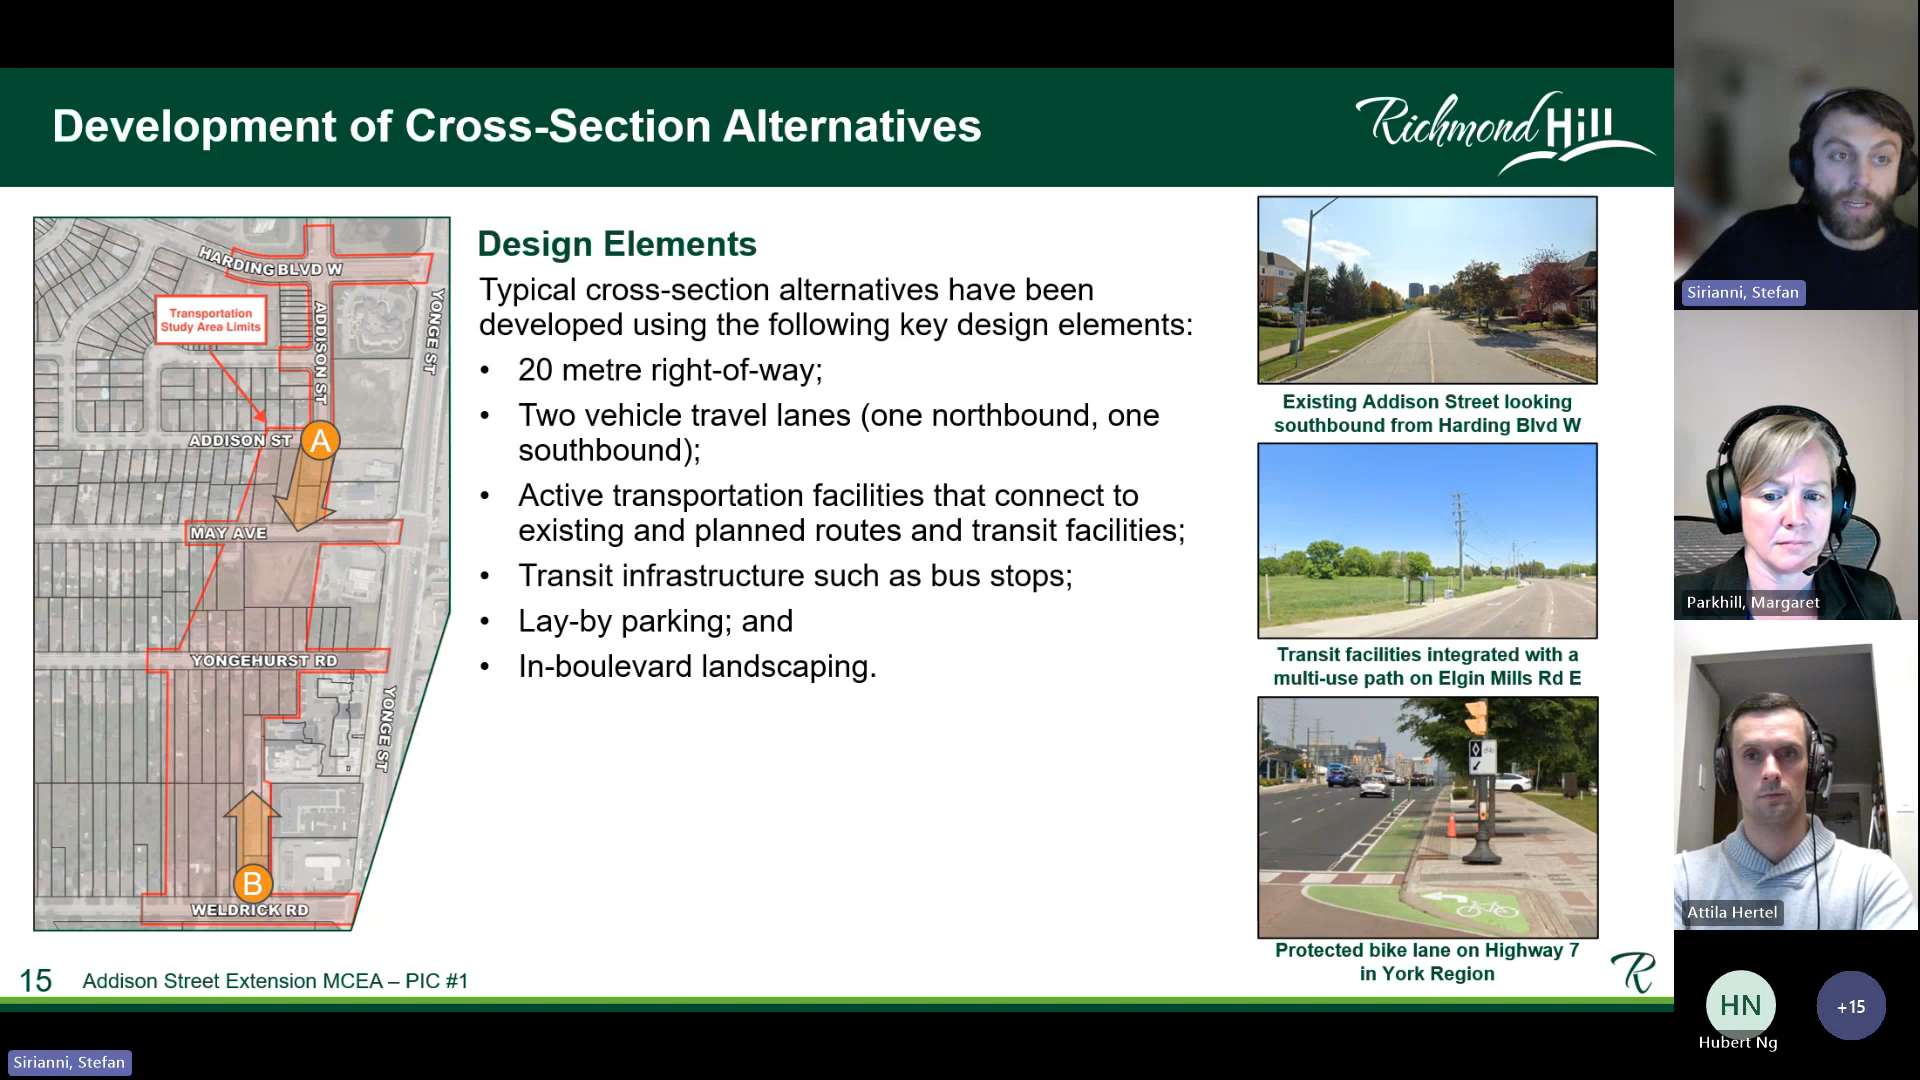 Development of Cross-Section Alternatives
Richmond Hill
HARDING BLVD W
Transportation
Study Area Limits
ADDISON ST
YONGE ST
ADDISON ST
A
MAY AVE
YONGEHURST RD
YONGE ST
B
WELDRICK RD
Design Elements
Typical cross-section alternatives have been
developed using the following key design elements:
• 20 metre right-of-way;
• Two vehicle travel lanes (one northbound, one
southbound);
• Active transportation facilities that connect to
existing and planned routes and transit facilities;
• Transit infrastructure such as bus stops;
• Lay-by parking; and
• In-boulevard landscaping.
Existing Addison Street looking
southbound from Harding Blvd W
Transit facilities integrated with a
multi-use path on Elgin Mills Rd E
Protected bike lane on Highway 7
in York Region
15
Addison Street Extension MCEA – PIC #1
R
Sirianni, Stefan
Sirianni, Stefan
Parkhill, Margaret
Attila Hertel
HN
Hubert Ng
+15